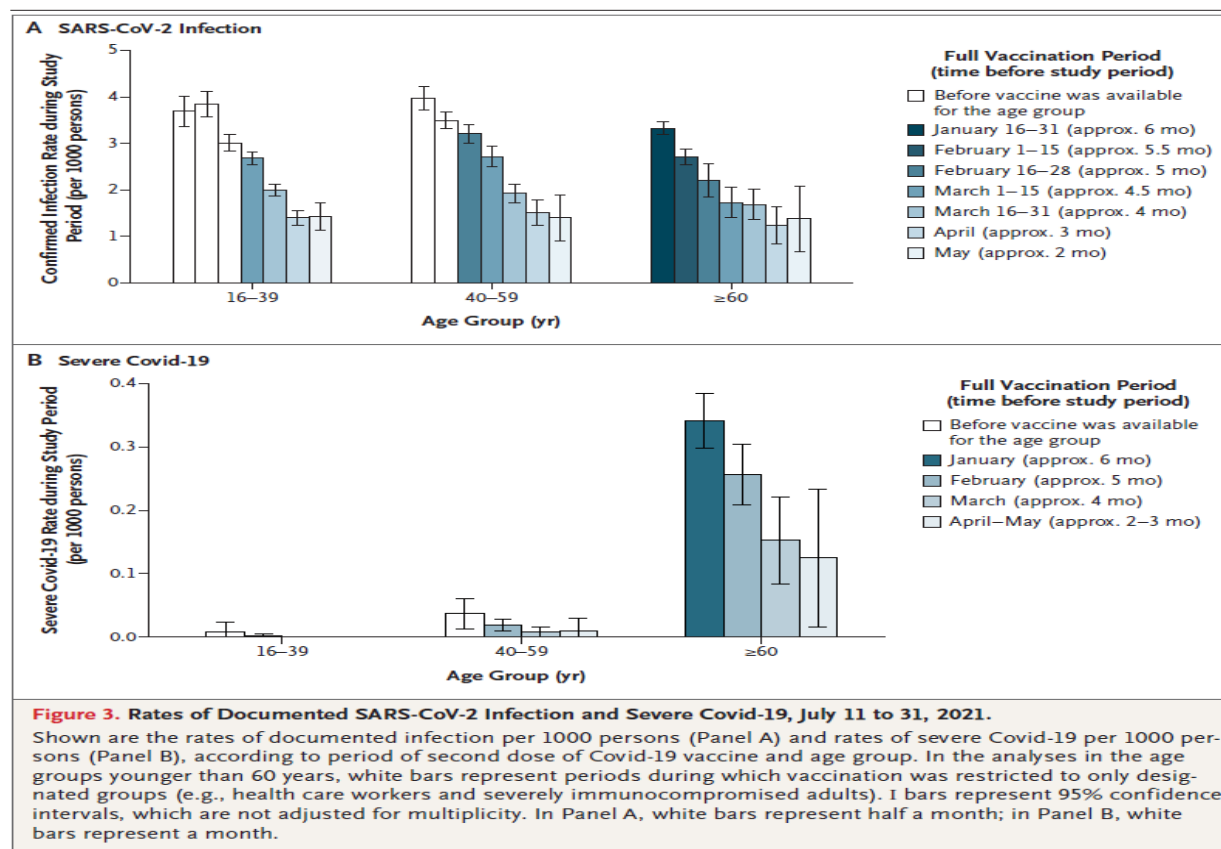 A SARS-CoV-2 Infection
Confirmed Infection Rate during Study
Period (per 1000 persons)
5
4
3
2
1
0
16–39
40–59
≥60
Age Group (yr)
Full Vaccination Period
(time before study period)
Before vaccine was available
for the age group
January 16–31 (approx. 6 mo)
February 1–15 (approx. 5.5 mo)
February 16–28 (approx. 5 mo)
March 1–15 (approx. 4.5 mo)
March 16–31 (approx. 4 mo)
April (approx. 3 mo)
May (approx. 2 mo)
B Severe Covid-19
Severe Covid-19 Rate during Study Period
(per 1000 persons)
0.4
0.3
0.2
0.1
0.0
16–39
40–59
≥60
Age Group (yr)
Full Vaccination Period
(time before study period)
Before vaccine was available
for the age group
January (approx. 6 mo)
February (approx. 5 mo)
March (approx. 4 mo)
April–May (approx. 2–3 mo)
Figure 3. Rates of Documented SARS-CoV-2 Infection and Severe Covid-19, July 11 to 31, 2021.
Shown are the rates of documented infection per 1000 persons (Panel A) and rates of severe Covid-19 per 1000 per-
sons (Panel B), according to period of second dose of Covid-19 vaccine and age group. In the analyses in the age
groups younger than 60 years, white bars represent periods during which vaccination was restricted to only desig-
nated groups (e.g., health care workers and severely immunocompromised adults). I bars represent 95% confidence
intervals, which are not adjusted for multiplicity. In Panel A, white bars represent half a month; in Panel B, white
bars represent a month.